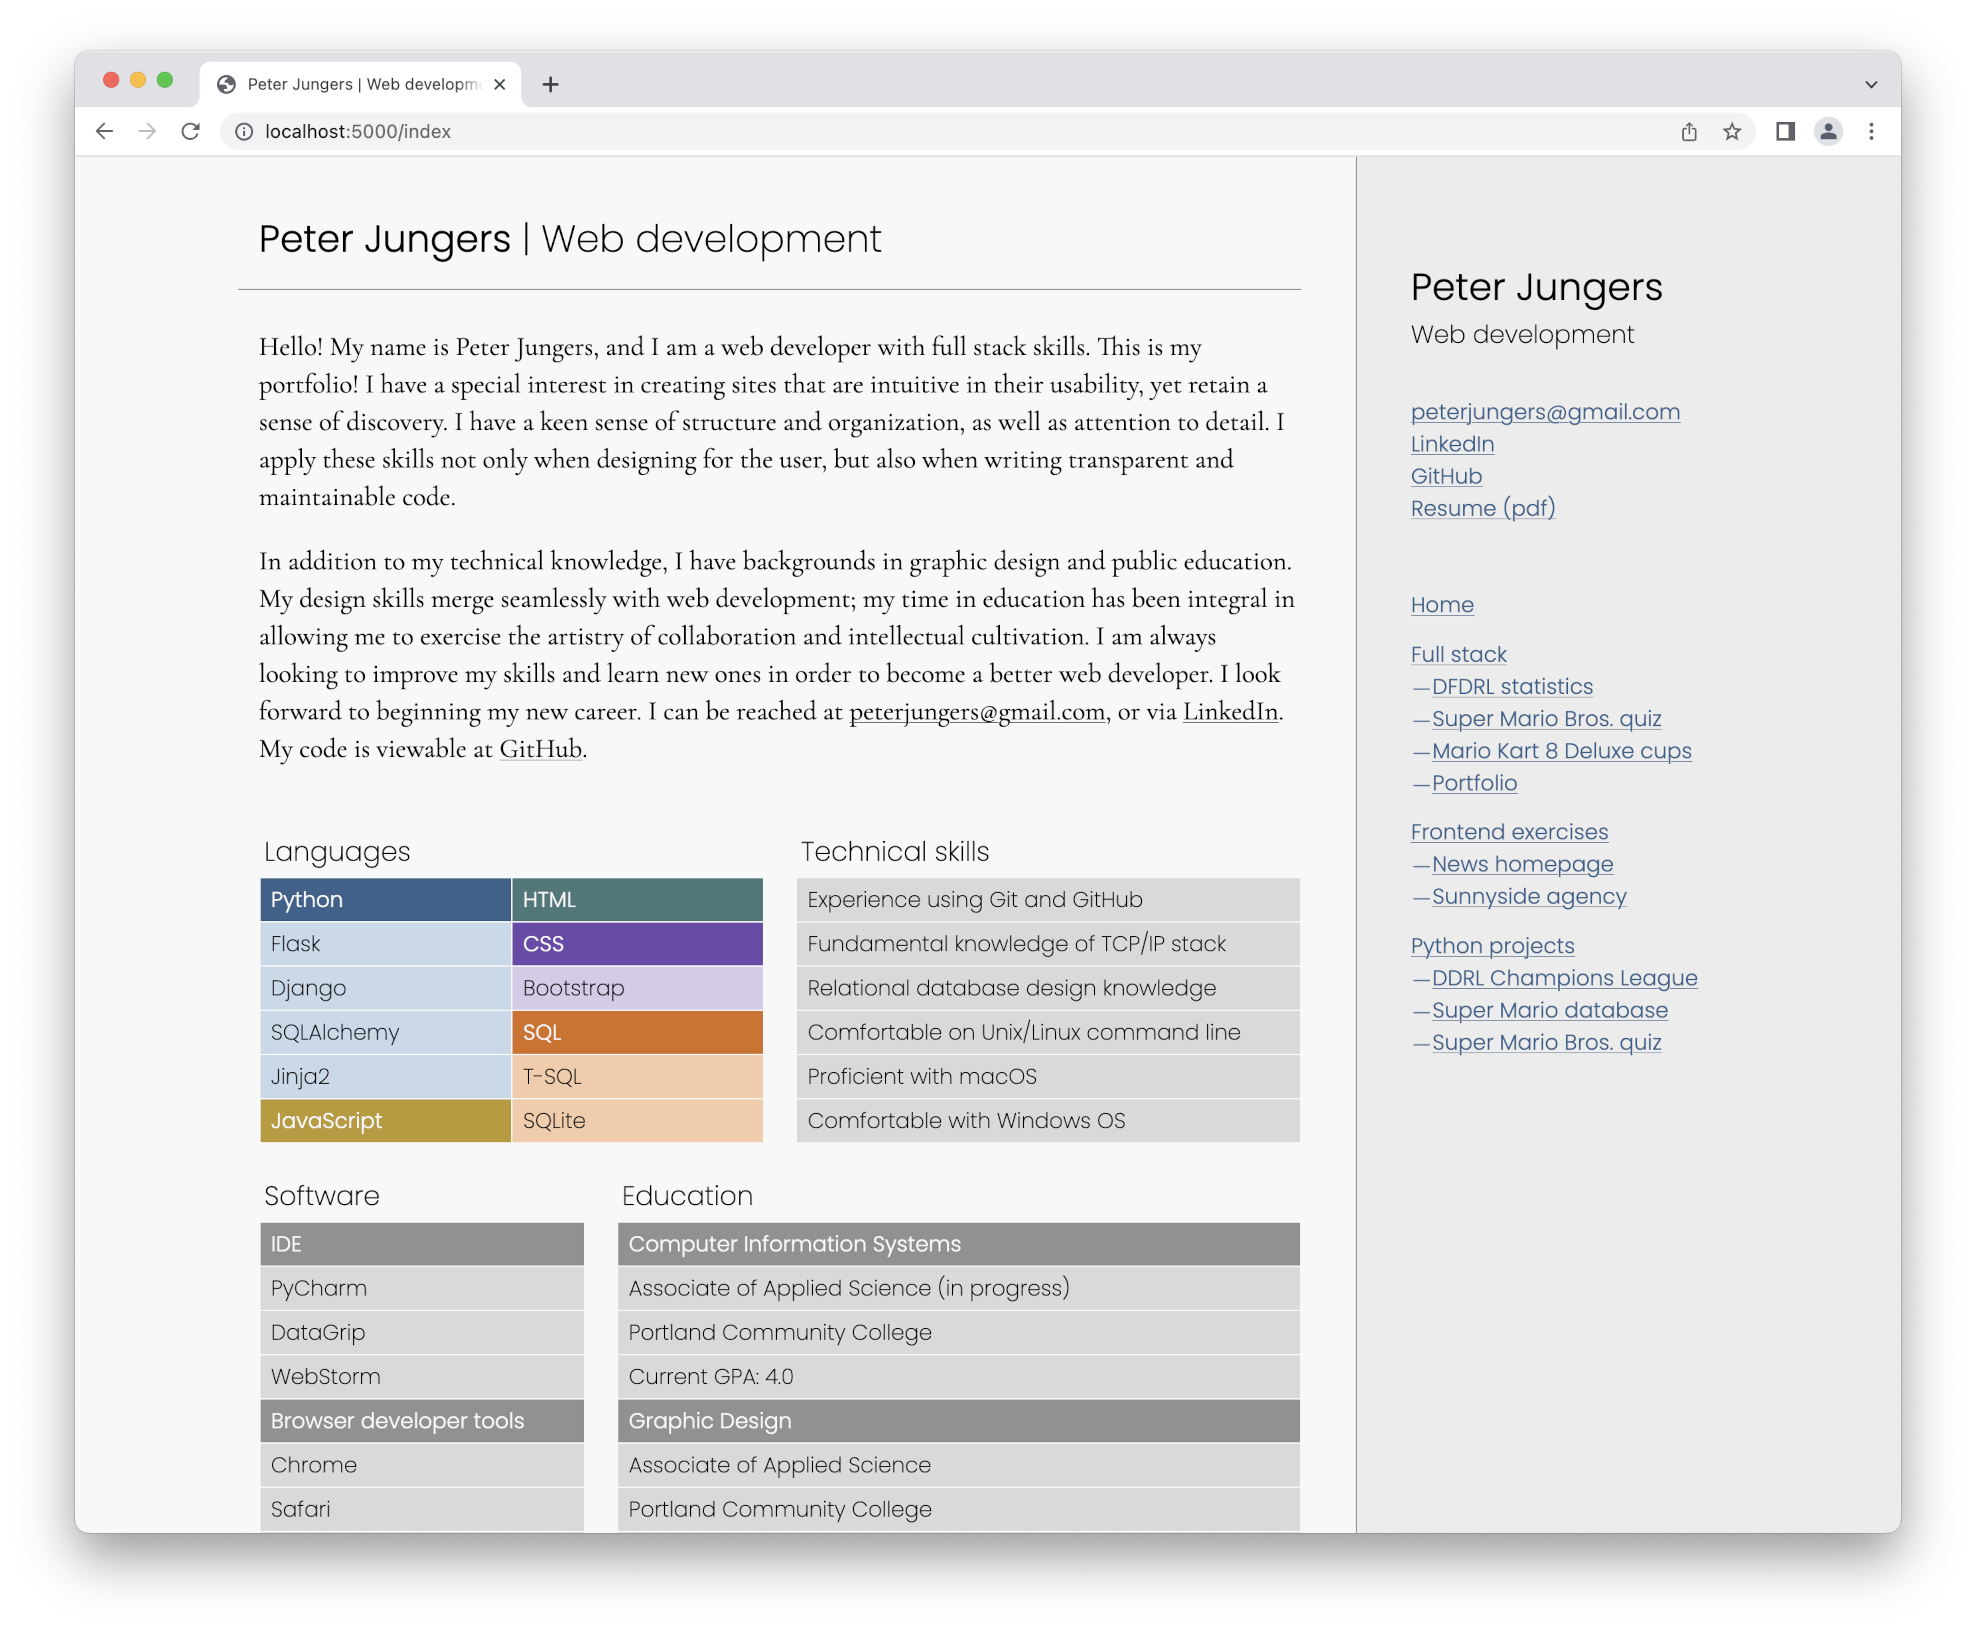 Peter Jungers | Web developm
localhost:5000/index
Peter Jungers | Web development
Hello! My name is Peter Jungers, and I am a web developer with full stack skills. This is my
portfolio! I have a special interest in creating sites that are intuitive in their usability, yet retain a
sense of discovery. I have a keen sense of structure and organization, as well as attention to detail. I
apply these skills not only when designing for the user, but also when writing transparent and
maintainable code.
In addition to my technical knowledge, I have backgrounds in graphic design and public education.
My design skills merge seamlessly with web development; my time in education has been integral in
allowing me to exercise the artistry of collaboration and intellectual cultivation. I am always
looking to improve my skills and learn new ones in order to become a better web developer. I look
forward to beginning my new career. I can be reached at peterjungers@gmail.com, or via LinkedIn.
My code is viewable at GitHub.
Languages
Python
Flask
Django
SQLAlchemy
Jinja2
JavaScript
HTML
CSS
Bootstrap
SQL
T-SQL
SQLite
Technical skills
Experience using Git and GitHub
Fundamental knowledge of TCP/IP stack
Relational database design knowledge
Comfortable on Unix/Linux command line
Proficient with macOS
Comfortable with Windows OS
Software
IDE
PyCharm
DataGrip
WebStorm
Browser developer tools
Chrome
Safari
Education
Computer Information Systems
Associate of Applied Science (in progress)
Portland Community College
Current GPA: 4.0
Graphic Design
Associate of Applied Science
Portland Community College
Peter Jungers
Web development
peterjungers@gmail.com
LinkedIn
GitHub
Resume (pdf)
Home
Full stack
—DFDRL statistics
—Super Mario Bros. quiz
—Mario Kart 8 Deluxe cups
—Portfolio
Frontend exercises
—News homepage
—Sunnyside agency
Python projects
—DDRL Champions League
—Super Mario database
—Super Mario Bros. quiz